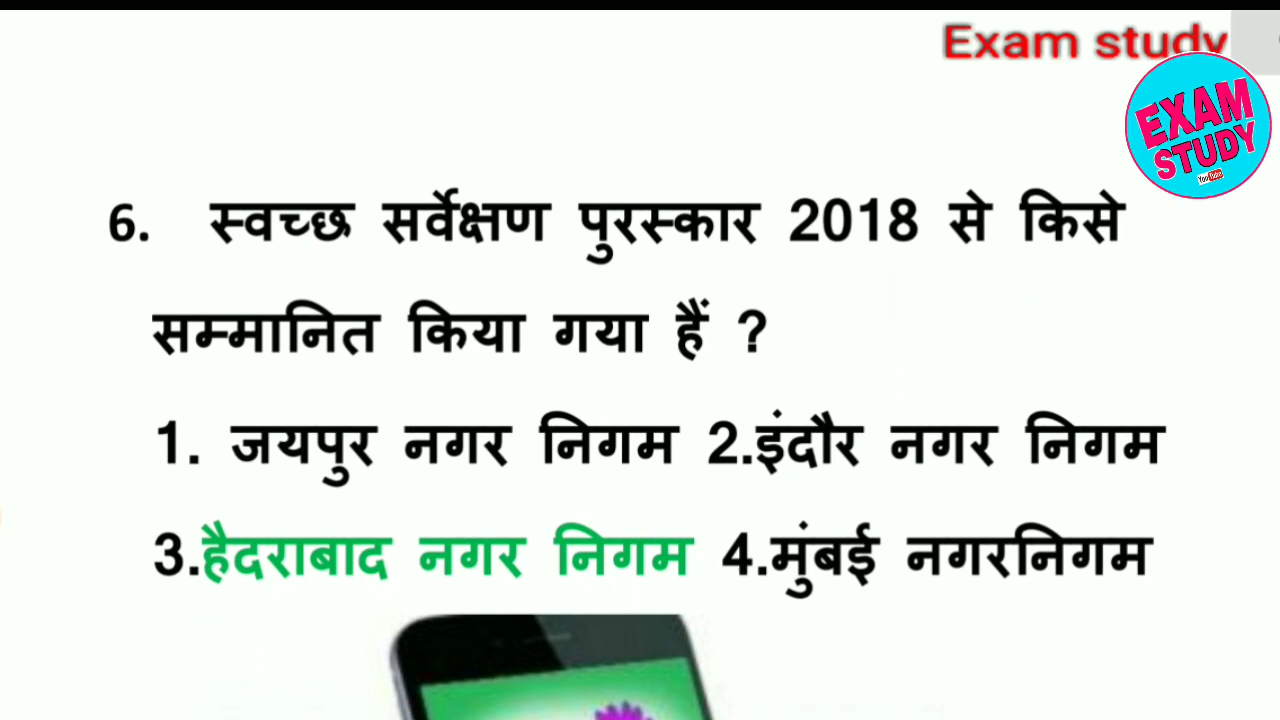 Exam study
EXAM
STUDY
YouTube
6. स्वच्छ सर्वेक्षण पुरस्कार 2018 से किसे
सम्मानित किया गया हैं ?
1. जयपुर नगर निगम 2.इंदौर नगर निगम
3.हैदराबाद नगर निगम 4.मुंबई नगरनिगम